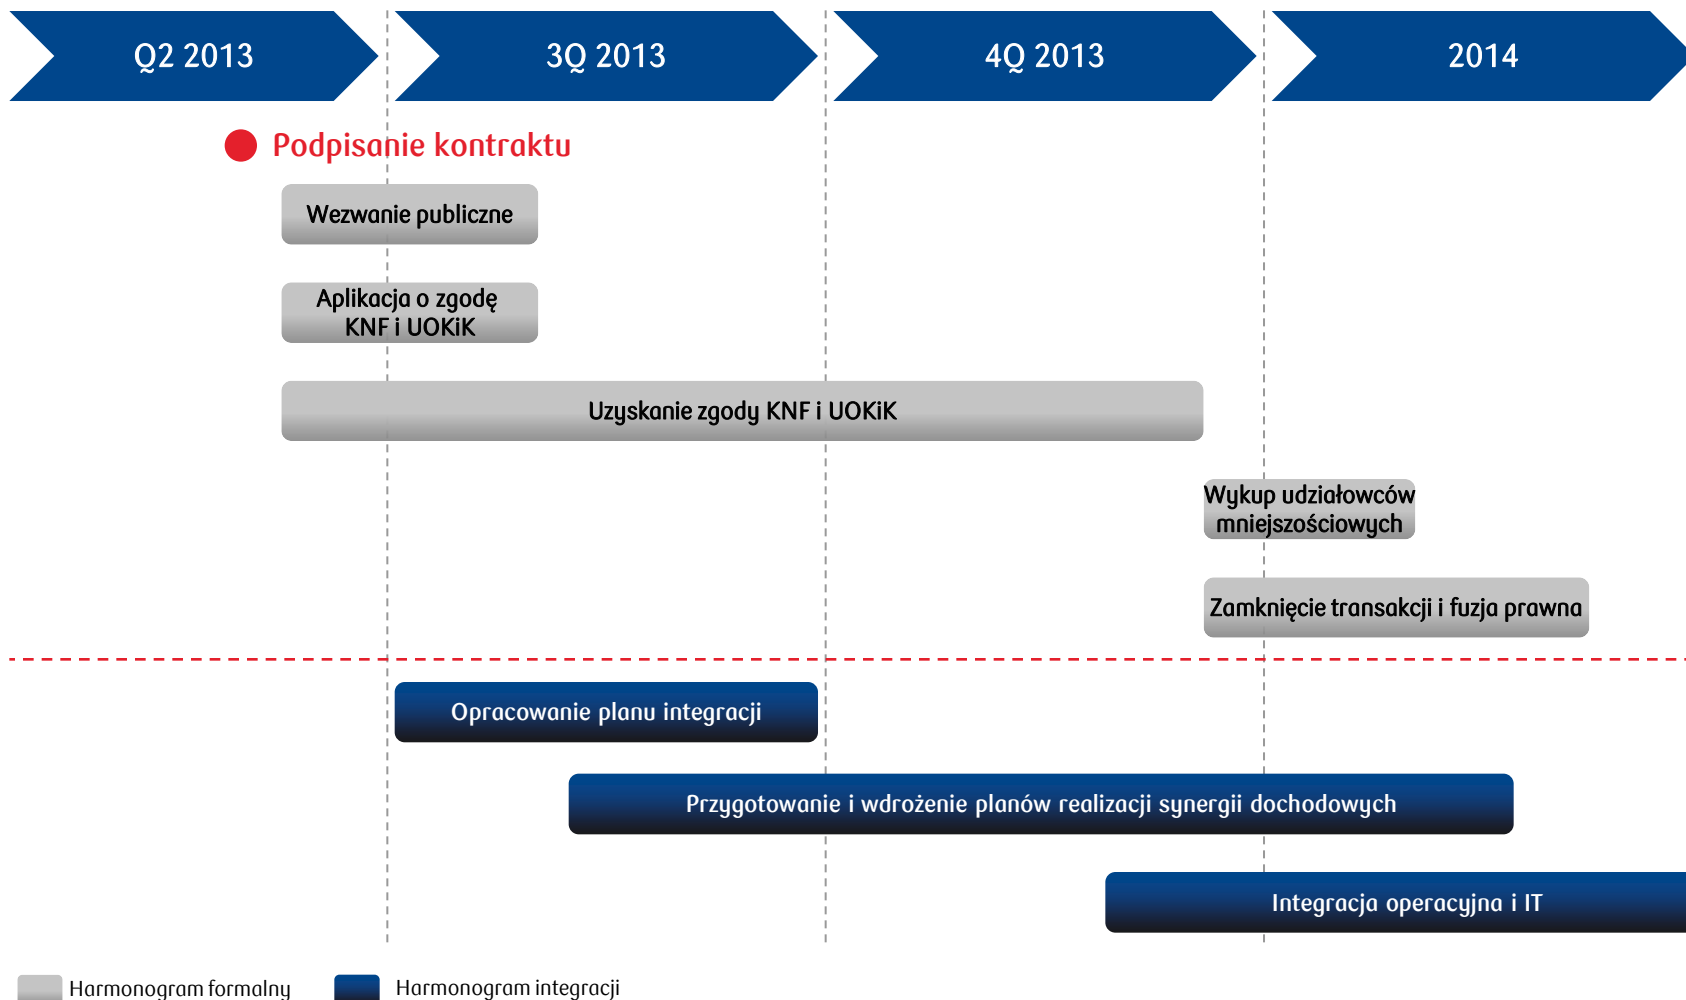 Q2 2013
3Q 2013
4Q 2013
2014
Podpisanie kontraktu
Wezwanie publiczne
Aplikacja o zgodę
KNF i UOKiK
Uzyskanie zgody KNF i UOKiK
Wykup udziałowców
mniejszościowych
Zamknięcie transakcji i fuzja prawna
Opracowanie planu integracji
Przygotowanie i wdrożenie planów realizacji synergii dochodowych
Integracja operacyjna i IT
Harmonogram formalny
Harmonogram integracji